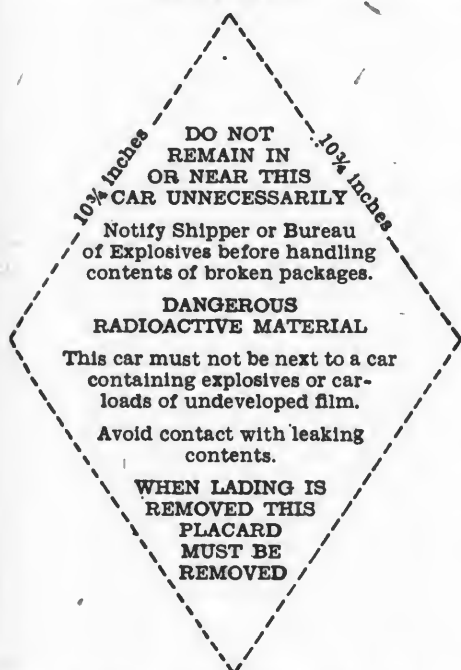 10¾ inches
10¾ inches
DO NOT
REMAIN IN
OR NEAR THIS
CAR UNNECESSARILY
Notify Shipper or Bureau
of Explosives before handling
contents of broken packages.
DANGEROUS
RADIOACTIVE MATERIAL
This car must not be next to a car
containing explosives or car-
loads of undeveloped film.
Avoid contact with leaking
contents.
WHEN LADING IS
REMOVED THIS
PLACARD
MUST BE
REMOVED